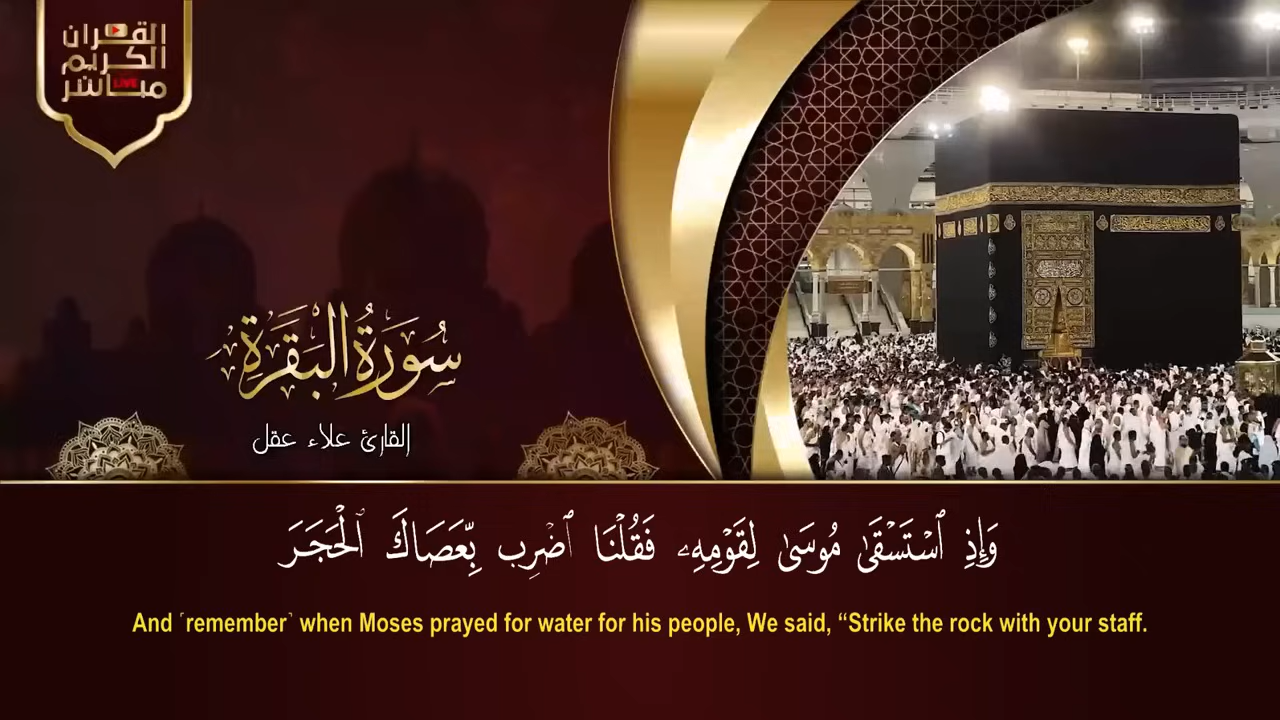 القرآن
الكريم
مباشر
LIVE
سُورَةُ البَقَرَةِ
القارئ علاء عقل
وَإِذِ ٱسْتَسْقَىٰ مُوسَىٰ لِقَوْمِهِۦ فَقُلْنَا ٱضْرِب بِّعَصَاكَ ٱلْحَجَرَ
And ˹remember˺ when Moses prayed for water for his people, We said, “Strike the rock with your staff.